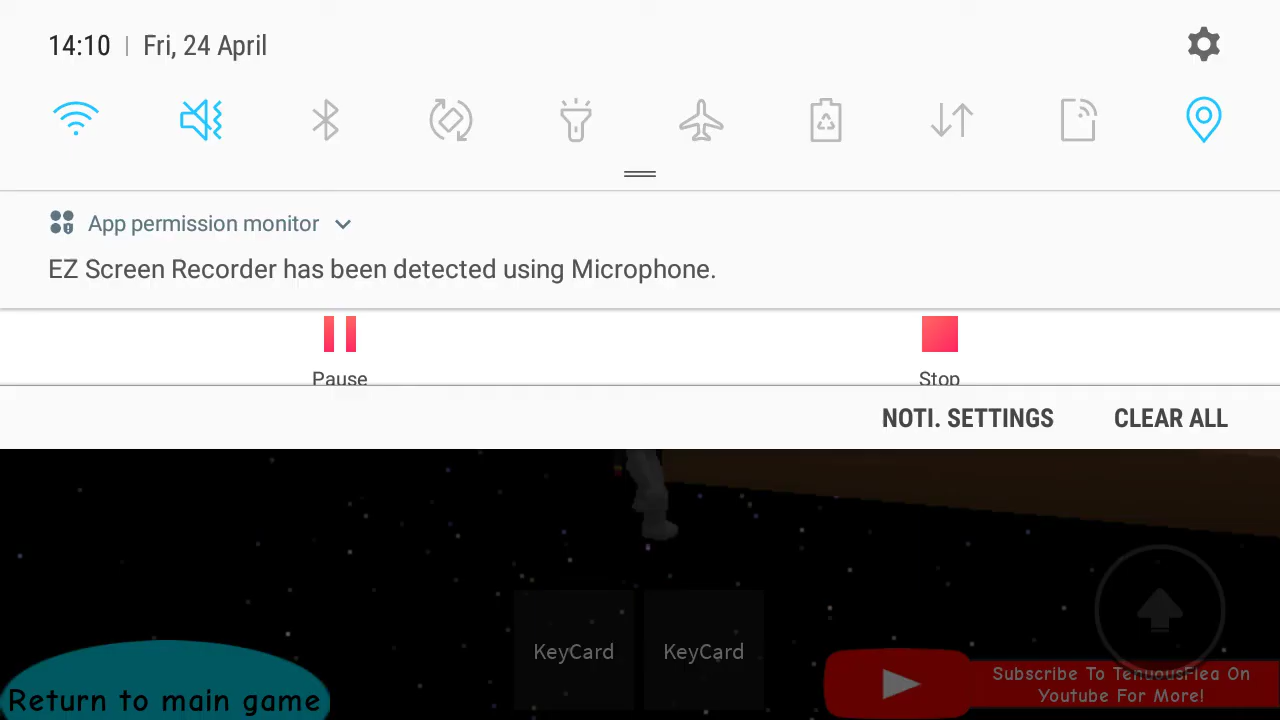 14:10 | Fri, 24 April
App permission monitor
EZ Screen Recorder has been detected using Microphone.
Pause
Stop
NOTI. SETTINGS
CLEAR ALL
KeyCard
KeyCard
Return to main game
Subscribe To TenuousFlea On
Youtube For More!